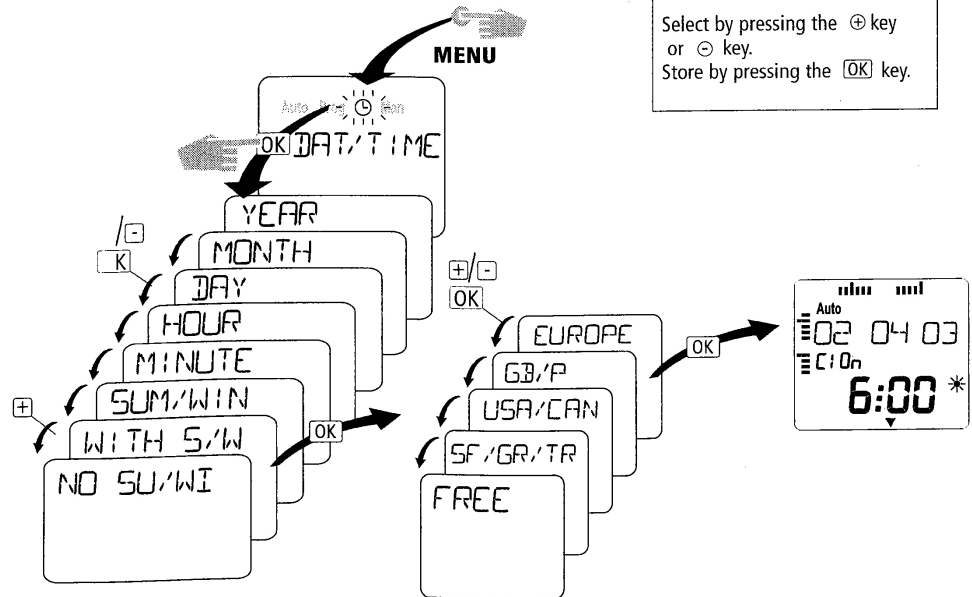 Select by pressing the ⊕ key
or ⊖ key.
Store by pressing the OK key.
MENU
Auto Prog Man
OK
DAT/TIME
YEAR
/-
K
MONTH
DAY
HOUR
MINUTE
SUM/WIN
+
WITH S/W
NO SU/WI
OK
+/-
OK
EUROPE
GB/P
USA/CAN
SF/GR/TR
FREE
OK
Auto
02 04 03
C1 On
6:00